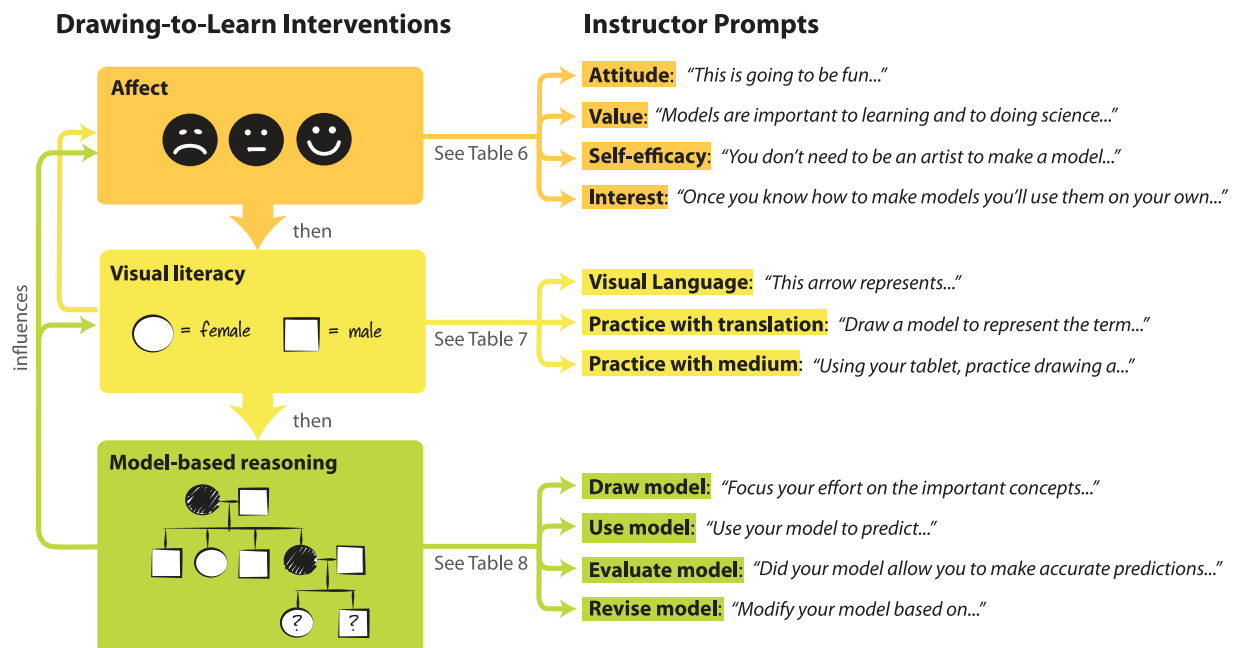 Drawing-to-Learn Interventions
Instructor Prompts
Affect
See Table 6
Attitude: “This is going to be fun...”
Value: “Models are important to learning and to doing science...”
Self-efficacy: “You don’t need to be an artist to make a model...”
Interest: “Once you know how to make models you’ll use them on your own...”
then
influences
Visual literacy
= female
= male
See Table 7
Visual Language: “This arrow represents...”
Practice with translation: “Draw a model to represent the term...”
Practice with medium: “Using your tablet, practice drawing a...”
then
Model-based reasoning
? ?
See Table 8
Draw model: “Focus your effort on the important concepts...”
Use model: “Use your model to predict...”
Evaluate model: “Did your model allow you to make accurate predictions...”
Revise model: “Modify your model based on...”